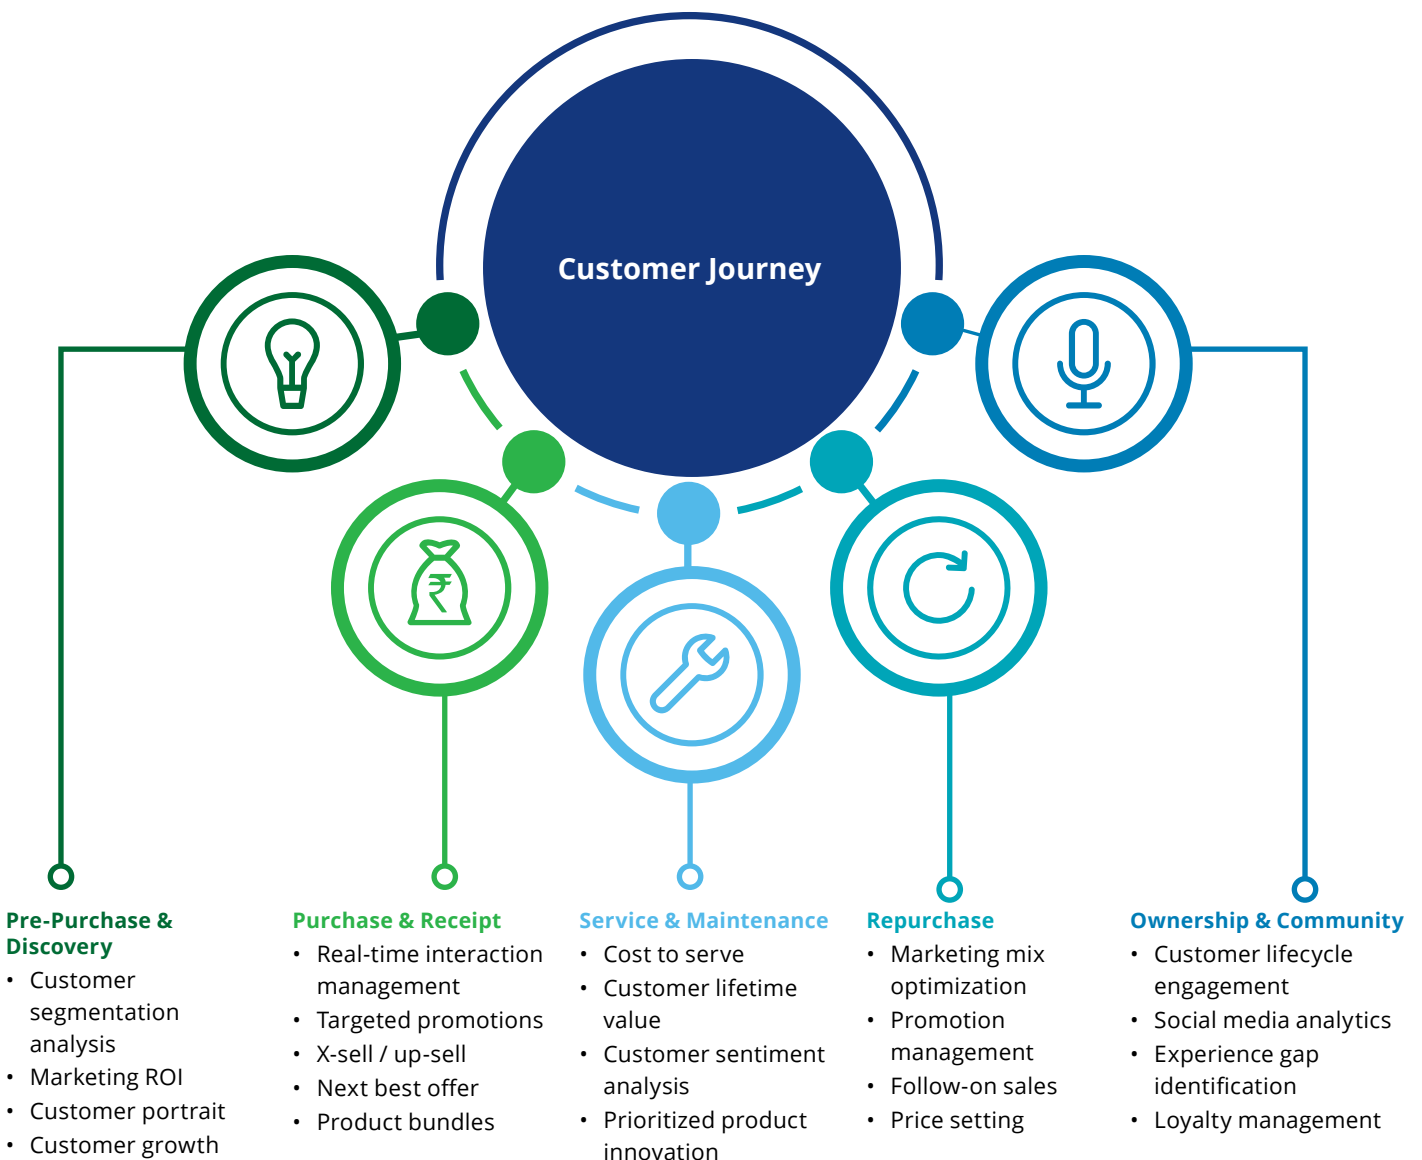 Customer Journey
₹
Pre-Purchase &
Discovery
• Customer
segmentation
analysis
• Marketing ROI
• Customer portrait
• Customer growth
Purchase & Receipt
• Real-time interaction
management
• Targeted promotions
• X-sell / up-sell
• Next best offer
• Product bundles
Service & Maintenance
• Cost to serve
• Customer lifetime
value
• Customer sentiment
analysis
• Prioritized product
innovation
Repurchase
• Marketing mix
optimization
• Promotion
management
• Follow-on sales
• Price setting
Ownership & Community
• Customer lifecycle
engagement
• Social media analytics
• Experience gap
identification
• Loyalty management